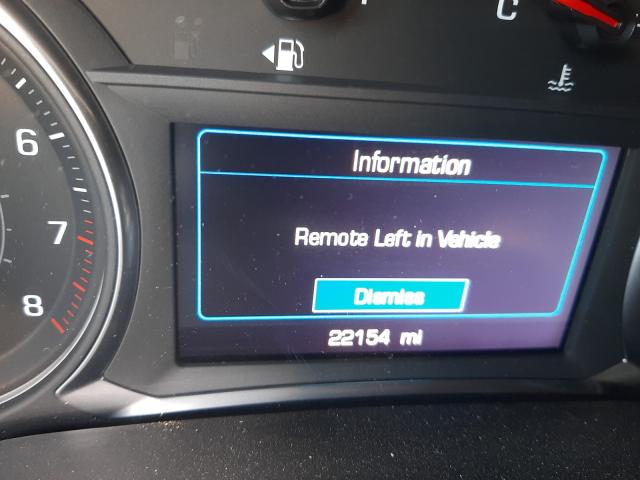 C
6
7
8
Information
Remote Left in Vehicle
Dismiss
22154 mi